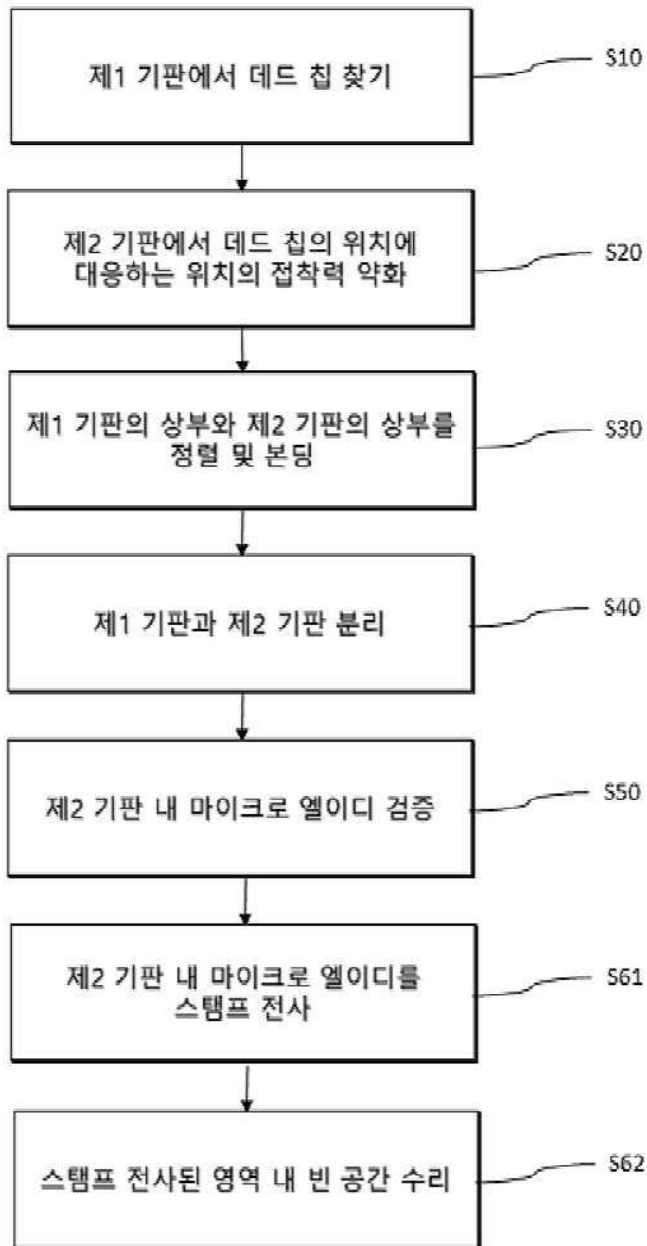 제1 기판에서 데드 칩 찾기
S10
제2 기판에서 데드 칩의 위치에
대응하는 위치의 접착력 약화
S20
제1 기판의 상부와 제2 기판의 상부를
정렬 및 본딩
S30
제1 기판과 제2 기판 분리
S40
제2 기판 내 마이크로 엘이디 검증
S50
제2 기판 내 마이크로 엘이디를
스탬프 전사
S61
스탬프 전사된 영역 내 빈 공간 수리
S62